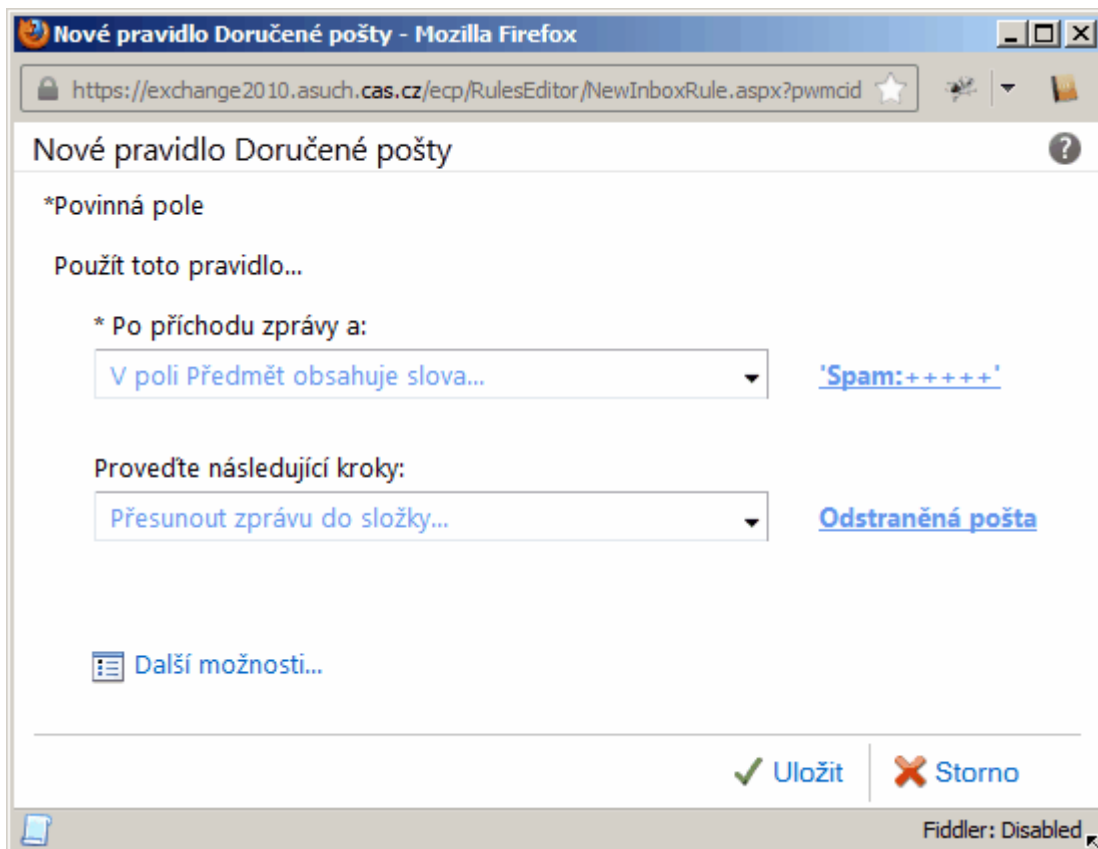 Nové pravidlo Doručené pošty - Mozilla Firefox
https://exchange2010.asuch.cas.cz/ecp/RulesEditor/NewInboxRule.aspx?pwmcid
Nové pravidlo Doručené pošty ?
*Povinná pole
Použít toto pravidlo...
* Po příchodu zprávy a:
V poli Předmět obsahuje slova... 'Spam:+++++'
Proveďte následující kroky:
Přesunout zprávu do složky... Odstraněná pošta
Další možnosti...
Uložit Storno
Fiddler: Disabled